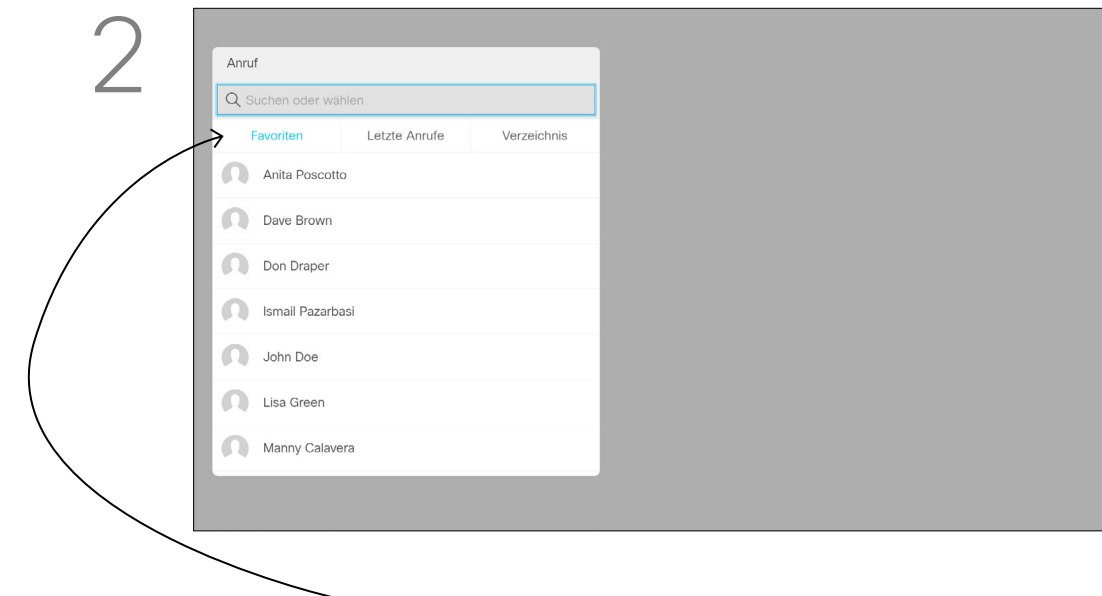 2
Anruf
Suchen oder wählen
Favoriten Letzte Anrufe Verzeichnis
Anita Poscotto
Dave Brown
Don Draper
Ismail Pazarbasi
John Doe
Lisa Green
Manny Calavera